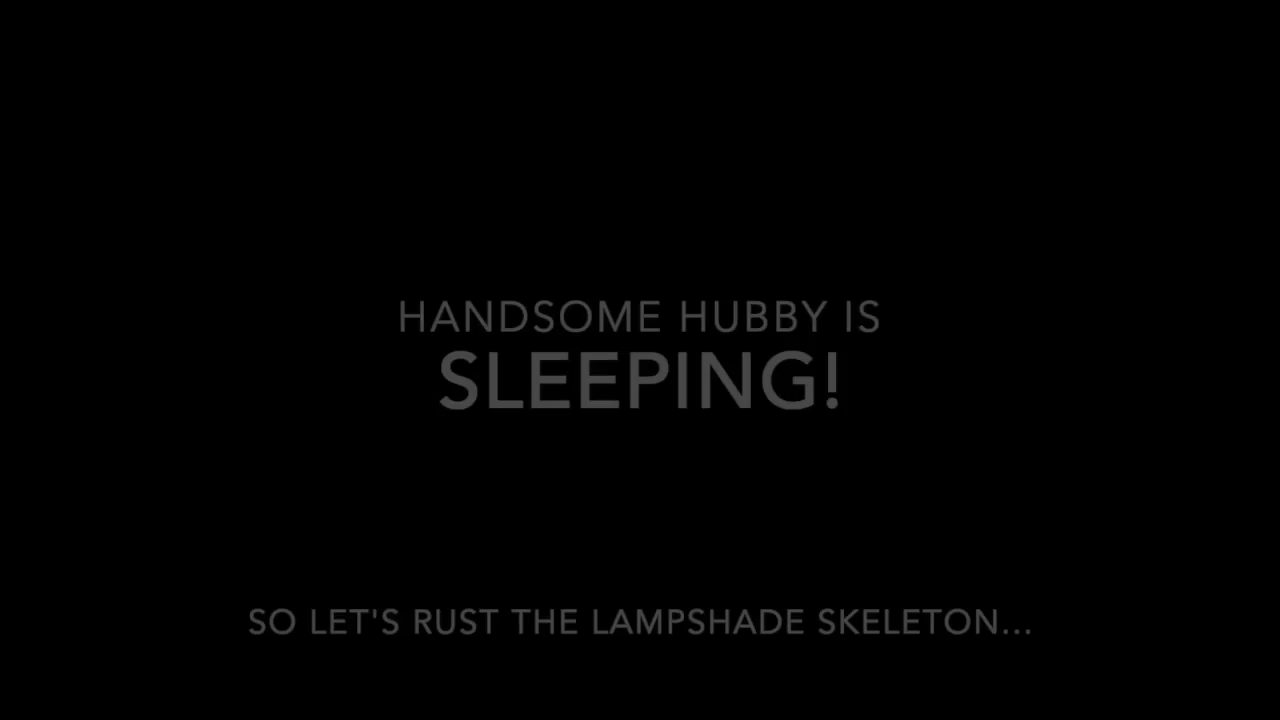 HANDSOME HUBBY IS
SLEEPING!
SO LET'S RUST THE LAMPSHADE SKELETON...